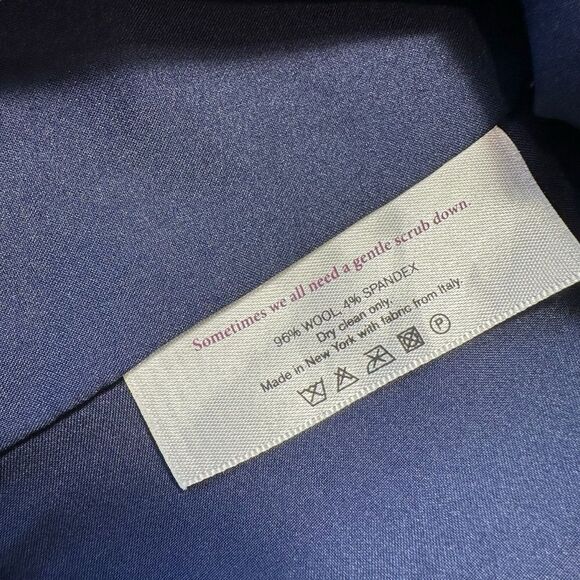 Sometimes we all need a gentle scrub down.
96% WOOL, 4% SPANDEX
Dry clean only.
Made in New York with fabric from Italy.
P